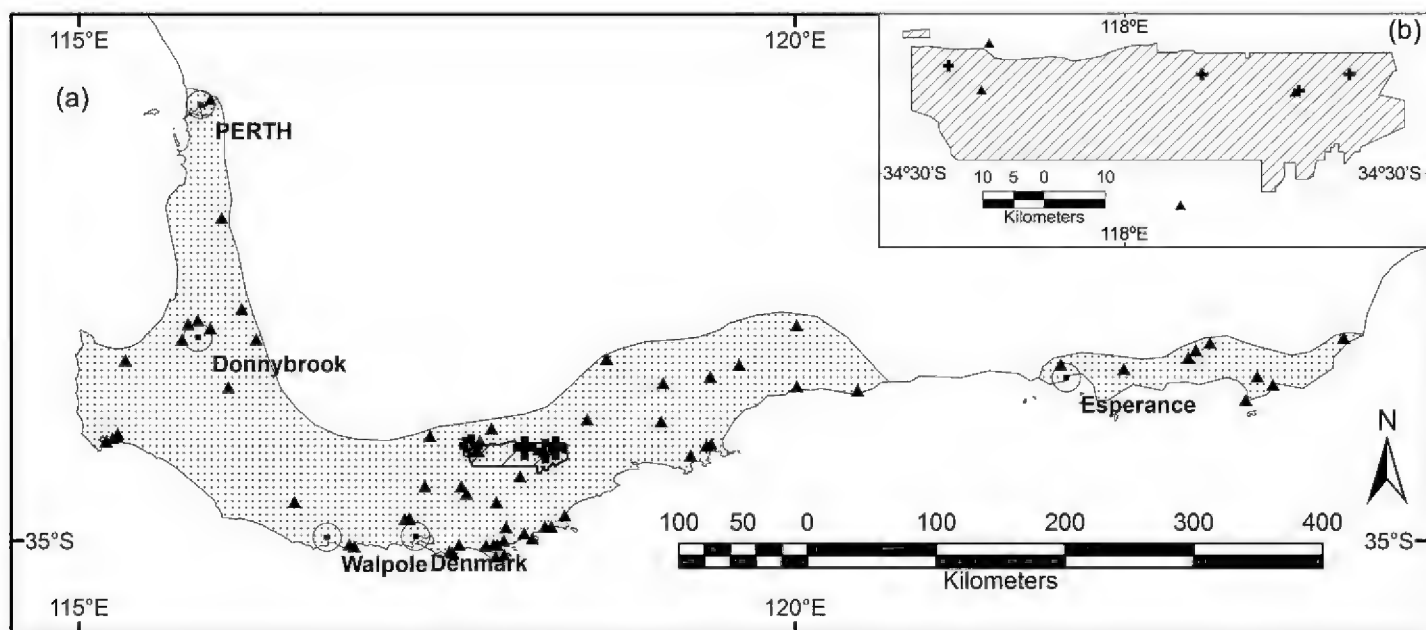 115°E
120°E
118°E
(b)
(a)
PERTH
34°30'S
34°30'S
10 5 0 10
Kilometers
118°E
Donnybrook
Esperance
N
100 50 0 100 200 300 400
35°S
35°S
Walpole
Denmark
Kilometers
115°E
120°E